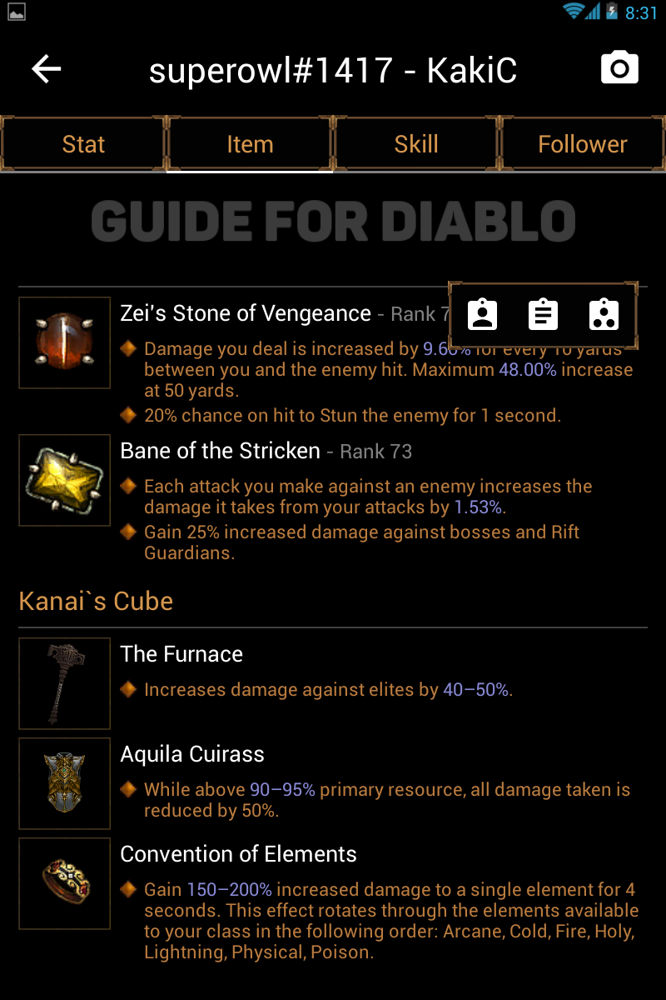 8:31
superowl#1417 - KakiC
Stat
Item
Skill
Follower
GUIDE FOR DIABLO
Zei's Stone of Vengeance - Rank 7
Damage you deal is increased by 9.60% for every 10 yards
between you and the enemy hit. Maximum 48.00% increase
at 50 yards.
20% chance on hit to Stun the enemy for 1 second.
Bane of the Stricken - Rank 73
Each attack you make against an enemy increases the
damage it takes from your attacks by 1.53%.
Gain 25% increased damage against bosses and Rift
Guardians.
Kanai`s Cube
The Furnace
Increases damage against elites by 40–50%.
Aquila Cuirass
While above 90–95% primary resource, all damage taken is
reduced by 50%.
Convention of Elements
Gain 150–200% increased damage to a single element for 4
seconds. This effect rotates through the elements available
to your class in the following order: Arcane, Cold, Fire, Holy,
Lightning, Physical, Poison.